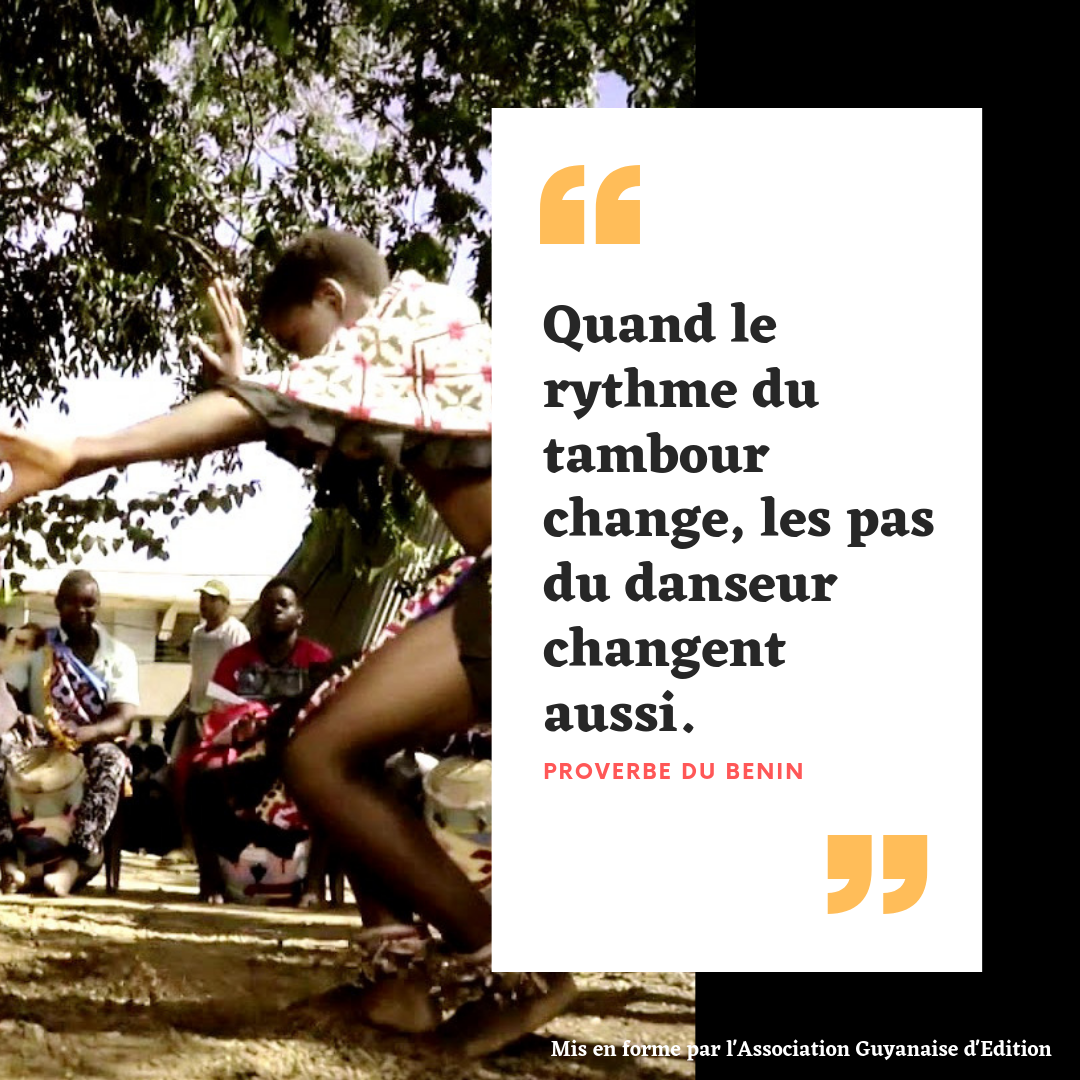 Quand le
rythme du
tambour
change, les pas
du danseur
changent
aussi.
PROVERBE DU BENIN
Mis en forme par l'Association Guyanaise d'Edition